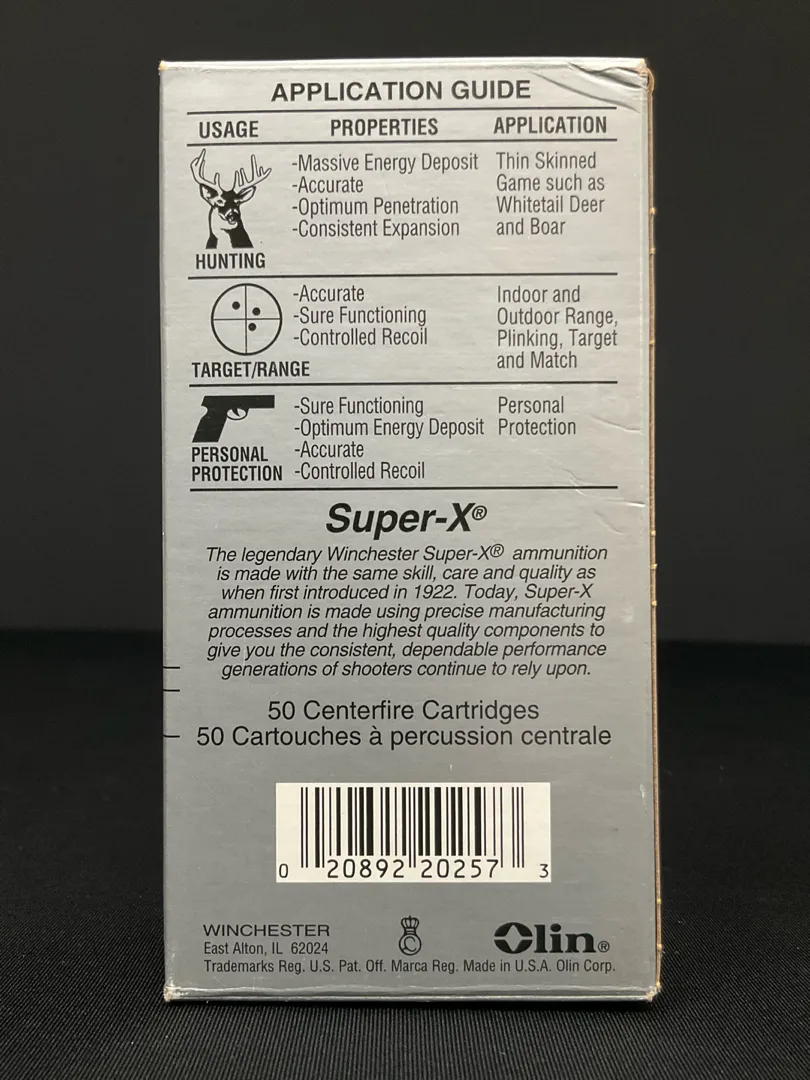 APPLICATION GUIDE
USAGE PROPERTIES APPLICATION
HUNTING
-Massive Energy Deposit
-Accurate
-Optimum Penetration
-Consistent Expansion
Thin Skinned
Game such as
Whitetail Deer
and Boar
TARGET/RANGE
-Accurate
-Sure Functioning
-Controlled Recoil
Indoor and
Outdoor Range,
Plinking, Target
and Match
PERSONAL
PROTECTION
-Sure Functioning
-Optimum Energy Deposit
-Accurate
-Controlled Recoil
Personal
Protection
Super-X®
The legendary Winchester Super-X® ammunition
is made with the same skill, care and quality as
when first introduced in 1922. Today, Super-X
ammunition is made using precise manufacturing
processes and the highest quality components to
give you the consistent, dependable performance
generations of shooters continue to rely upon.
50 Centerfire Cartridges
50 Cartouches à percussion centrale
0 20892 20257 3
WINCHESTER
East Alton, IL 62024
Olin®
Trademarks Reg. U.S. Pat. Off. Marca Reg. Made in U.S.A. Olin Corp.